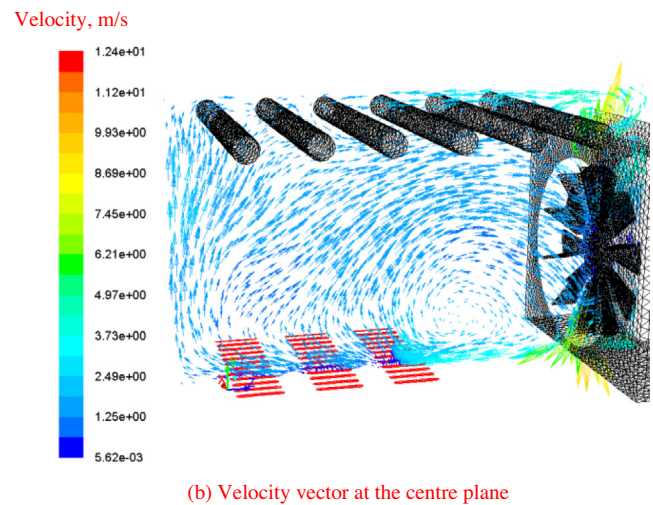 Velocity, m/s
1.24e+01
1.12e+01
9.93e+00
8.69e+00
7.45e+00
6.21e+00
4.97e+00
3.73e+00
2.49e+00
1.25e+00
5.62e-03
(b) Velocity vector at the centre plane